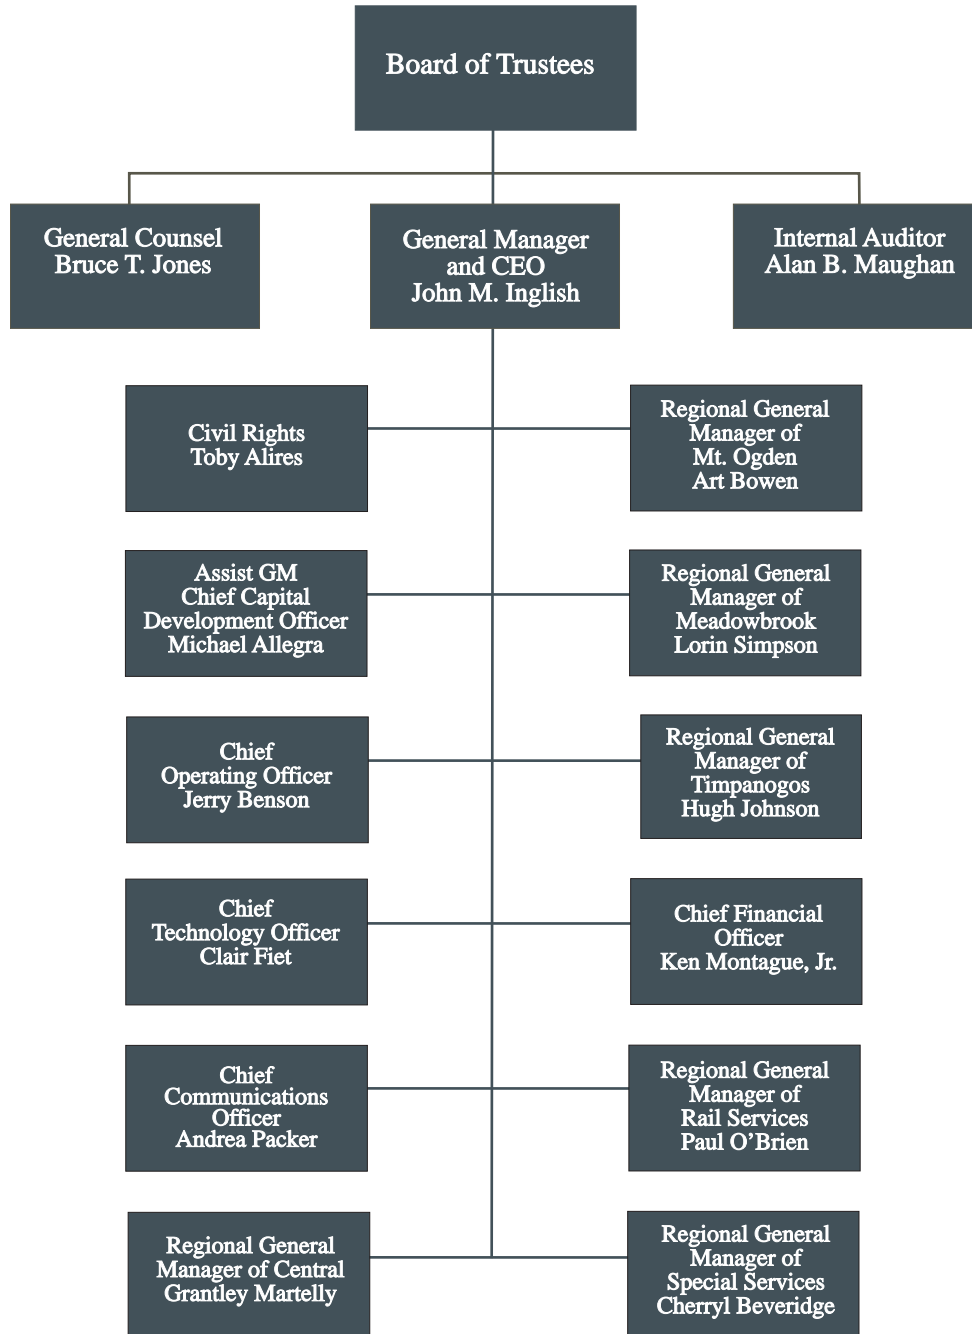 Board of Trustees
General Counsel
Bruce T. Jones
General Manager
and CEO
John M. Inglish
Internal Auditor
Alan B. Maughan
Civil Rights
Toby Alires
Regional General
Manager of
Mt. Ogden
Art Bowen
Assist GM
Chief Capital
Development Officer
Michael Allegra
Regional General
Manager of
Meadowbrook
Lorin Simpson
Chief
Operating Officer
Jerry Benson
Regional General
Manager of
Timpanogos
Hugh Johnson
Chief
Technology Officer
Clair Fiet
Chief Financial
Officer
Ken Montague, Jr.
Chief
Communications
Officer
Andrea Packer
Regional General
Manager of
Rail Services
Paul O’Brien
Regional General
Manager of Central
Grantley Martelly
Regional General
Manager of
Special Services
Cherryl Beveridge